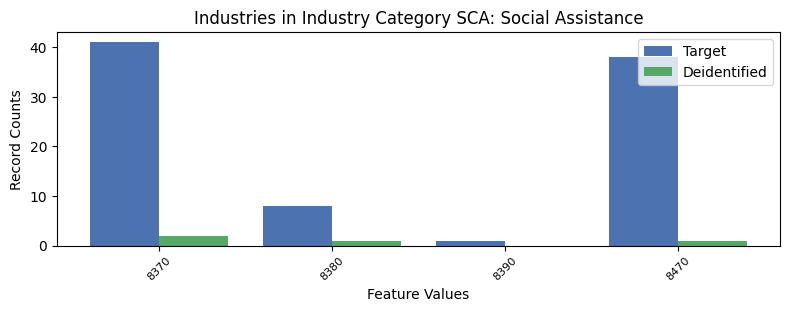 Industries in Industry Category SCA: Social Assistance
Record Counts
40
30
20
10
0
Target
Deidentified
8370
8380
8390
8470
Feature Values